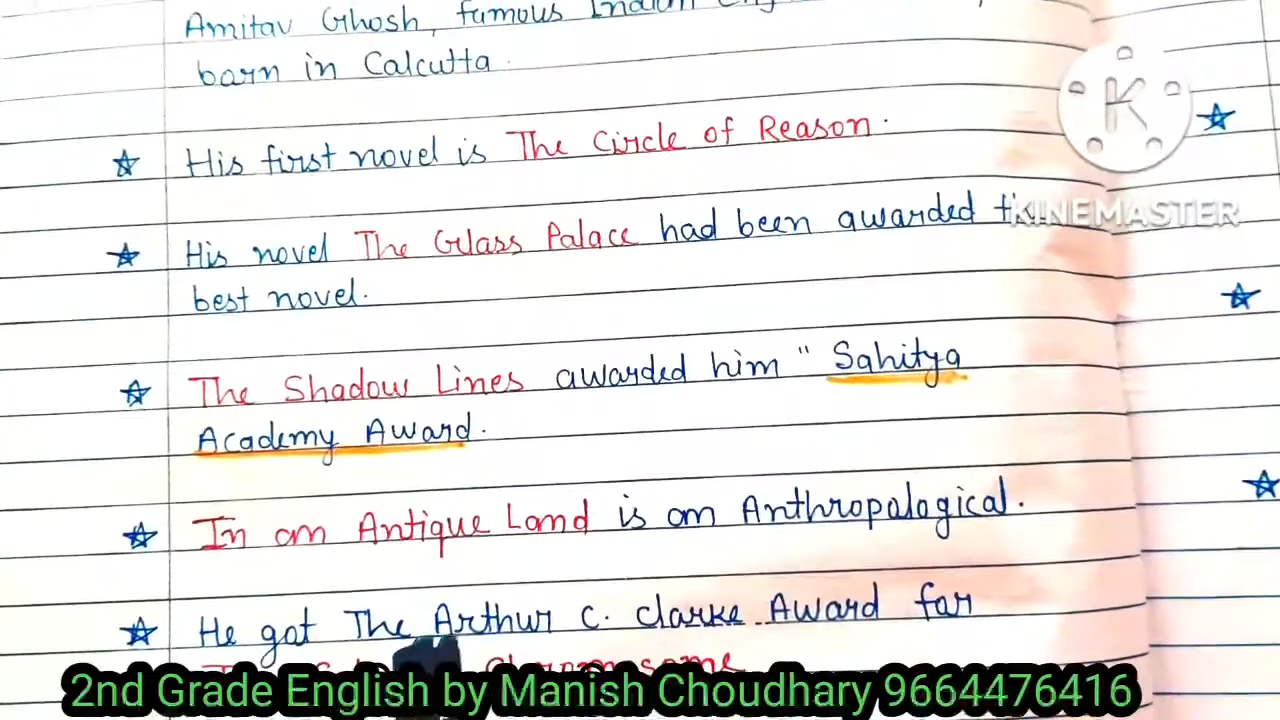 Amitav Ghosh, famous Indian
barn in Calcutta.
His first novel is The Circle of Reason.
His novel The Glass Palace had been awarded
best novel.
The Shadow Lines awarded him " Sahitya
Academy Award.
In an Antique Land is an Anthropological.
He got The Arthur C. Clarke Award for
Chromosome
KINEMASTER
2nd Grade English by Manish Choudhary 9664476416